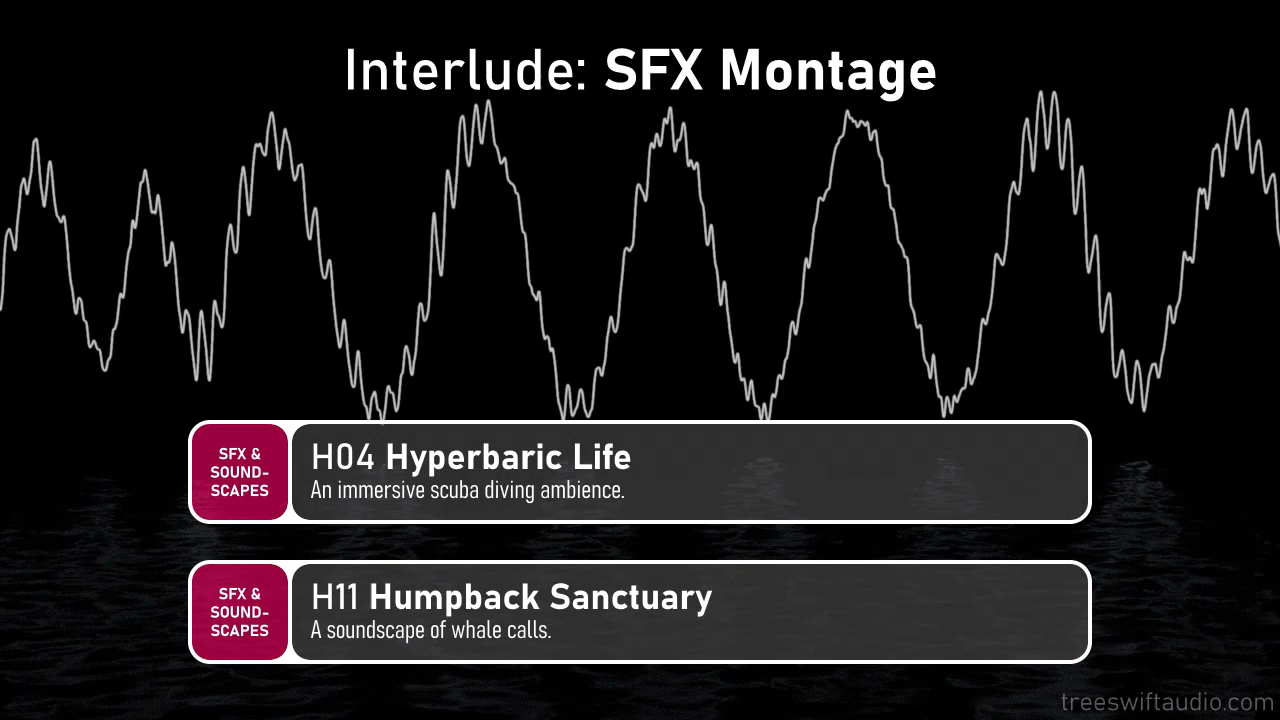 Interlude: SFX Montage
SFX &
SOUND-
SCAPES
H04 Hyperbaric Life
An immersive scuba diving ambience.
SFX &
SOUND-
SCAPES
H11 Humpback Sanctuary
A soundscape of whale calls.
treeswiftaudio.com